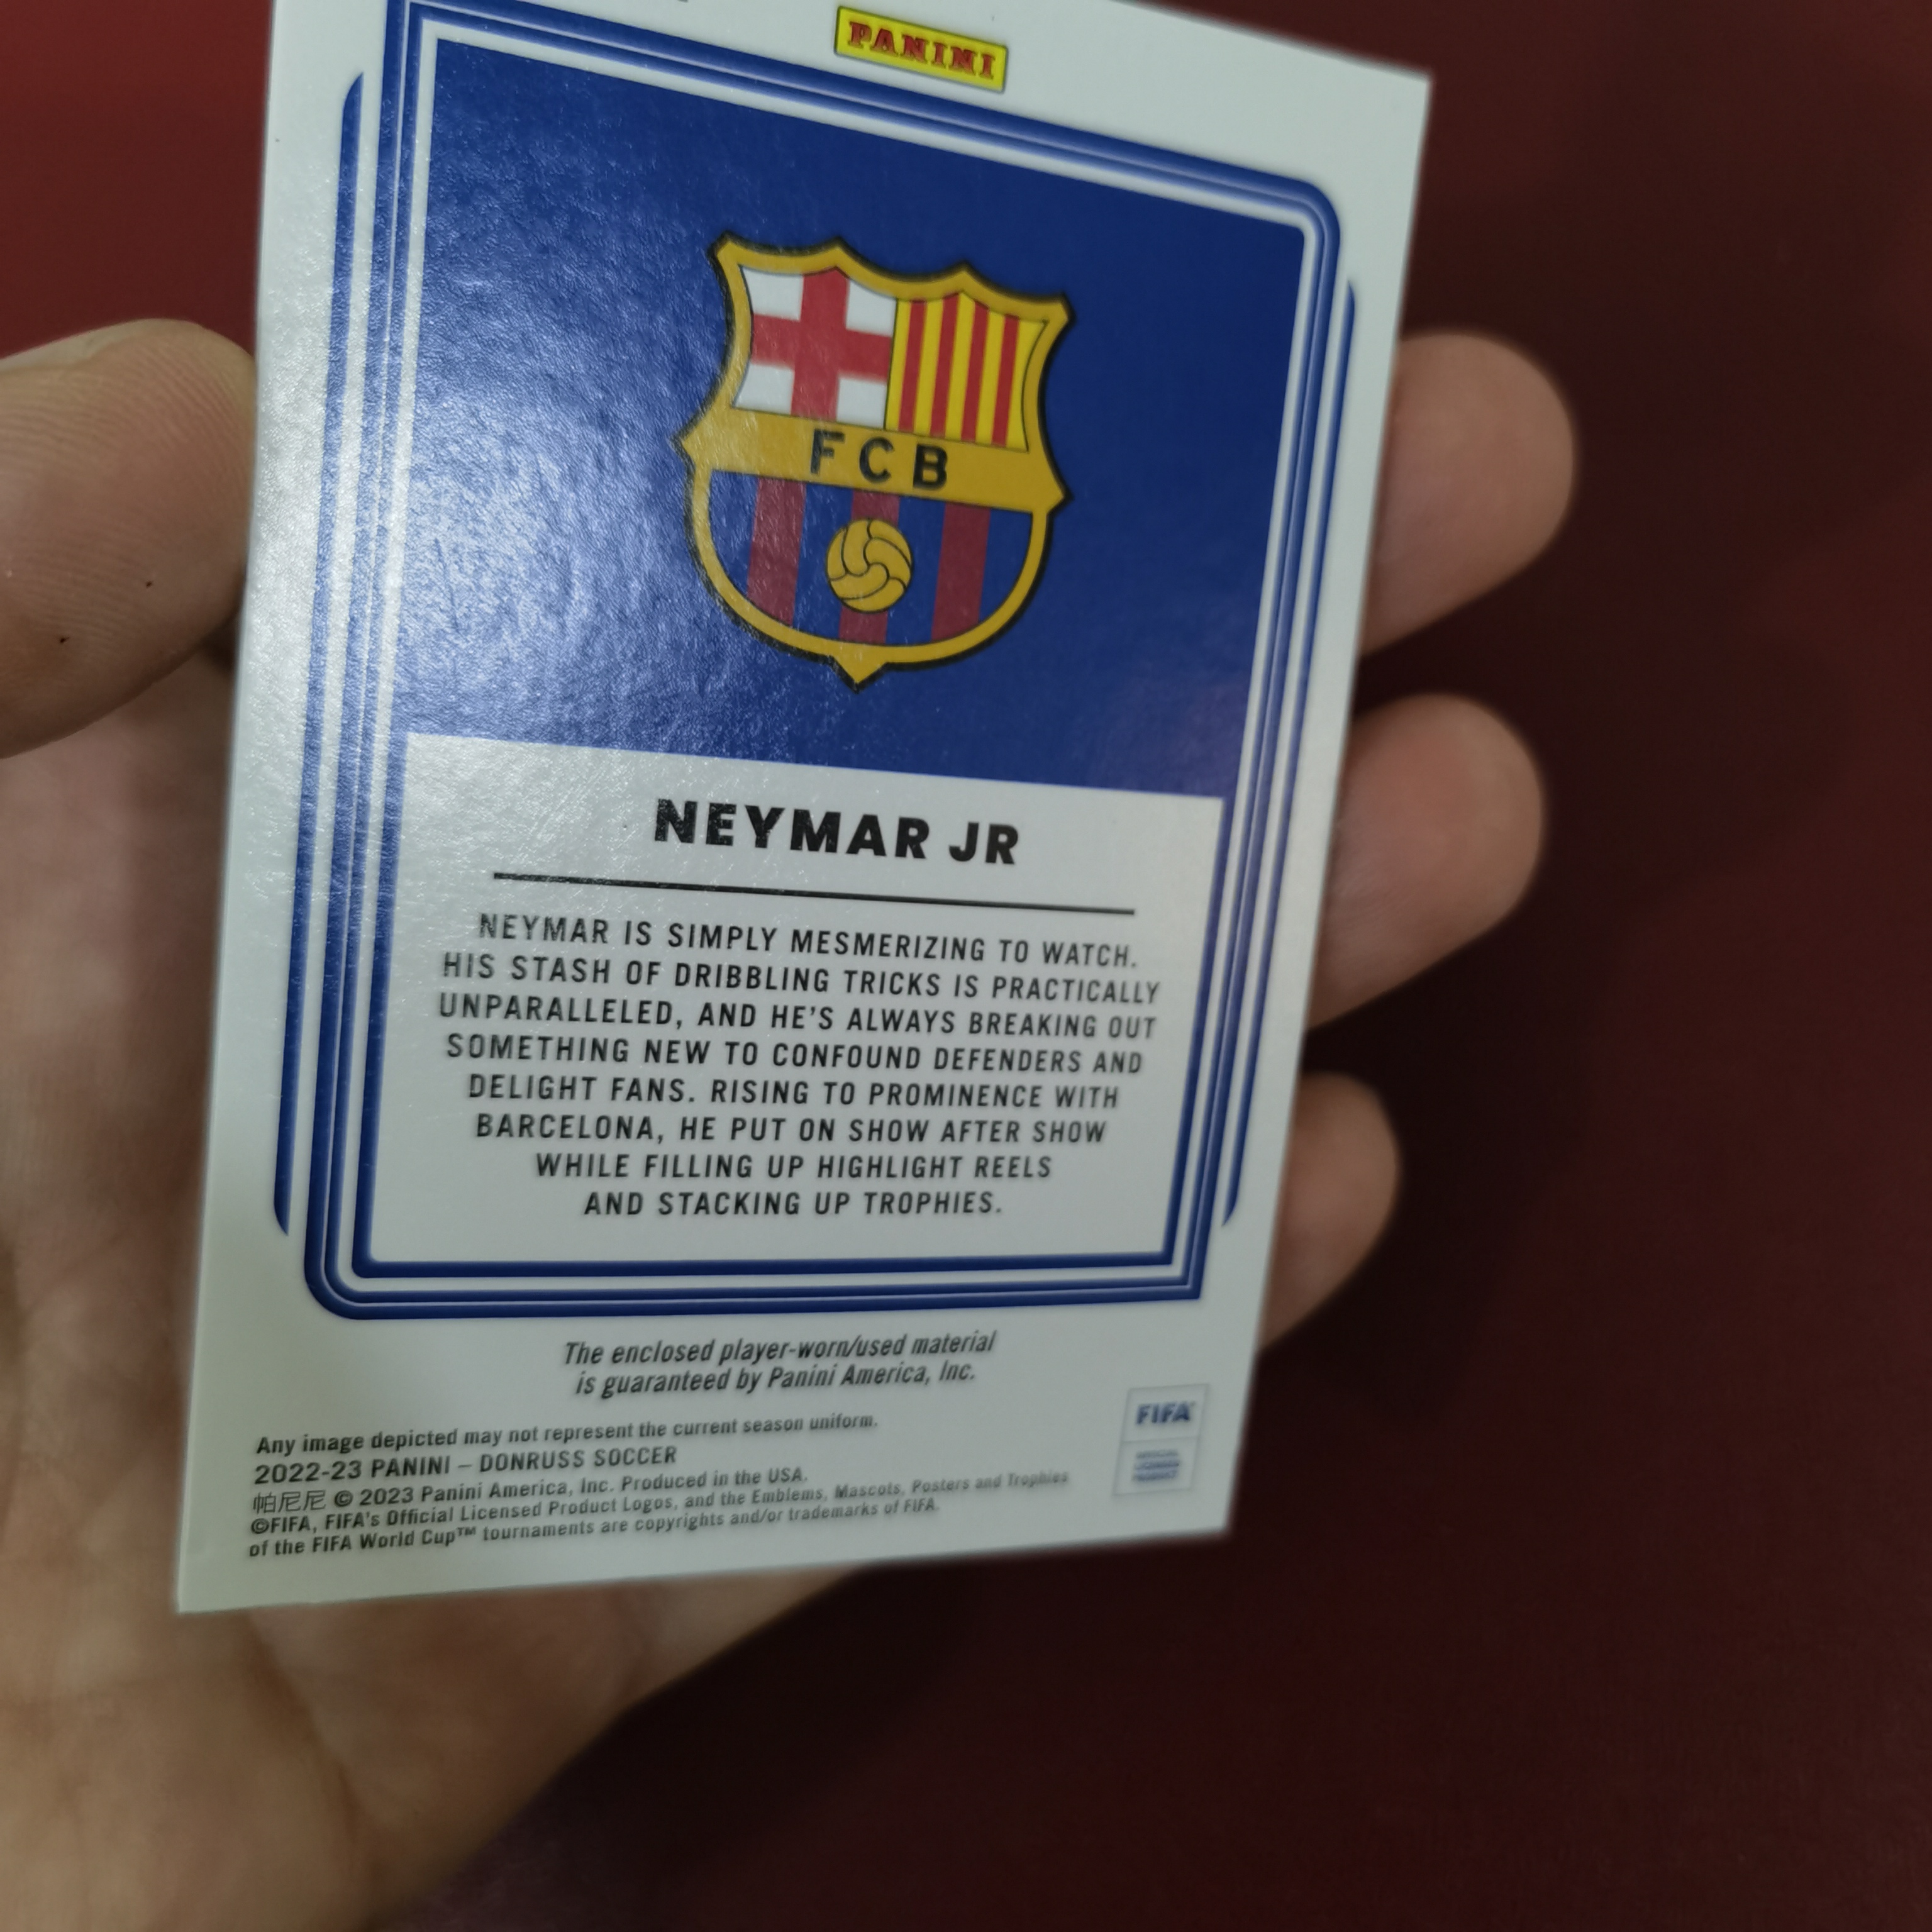 PANINI
FCB
NEYMAR JR
NEYMAR IS SIMPLY MESMERIZING TO WATCH.
HIS STASH OF DRIBBLING TRICKS IS PRACTICALLY
UNPARALLELED, AND HE'S ALWAYS BREAKING OUT
SOMETHING NEW TO CONFOUND DEFENDERS AND
DELIGHT FANS. RISING TO PROMINENCE WITH
BARCELONA, HE PUT ON SHOW AFTER SHOW
WHILE FILLING UP HIGHLIGHT REELS
AND STACKING UP TROPHIES.
The enclosed player-worn/used material
is guaranteed by Panini America, Inc.
Any image depicted may not represent the current season uniform.
2022-23 PANINI – DONRUSS SOCCER
帕尼尼 © 2023 Panini America, Inc. Produced in the USA.
©FIFA, FIFA's Official Licensed Product Logos, and the Emblems, Mascots, Posters and Trophies
of the FIFA World Cup™ tournaments are copyrights and/or trademarks of FIFA.
FIFA
OFFICIAL
LICENSED
PRODUCT